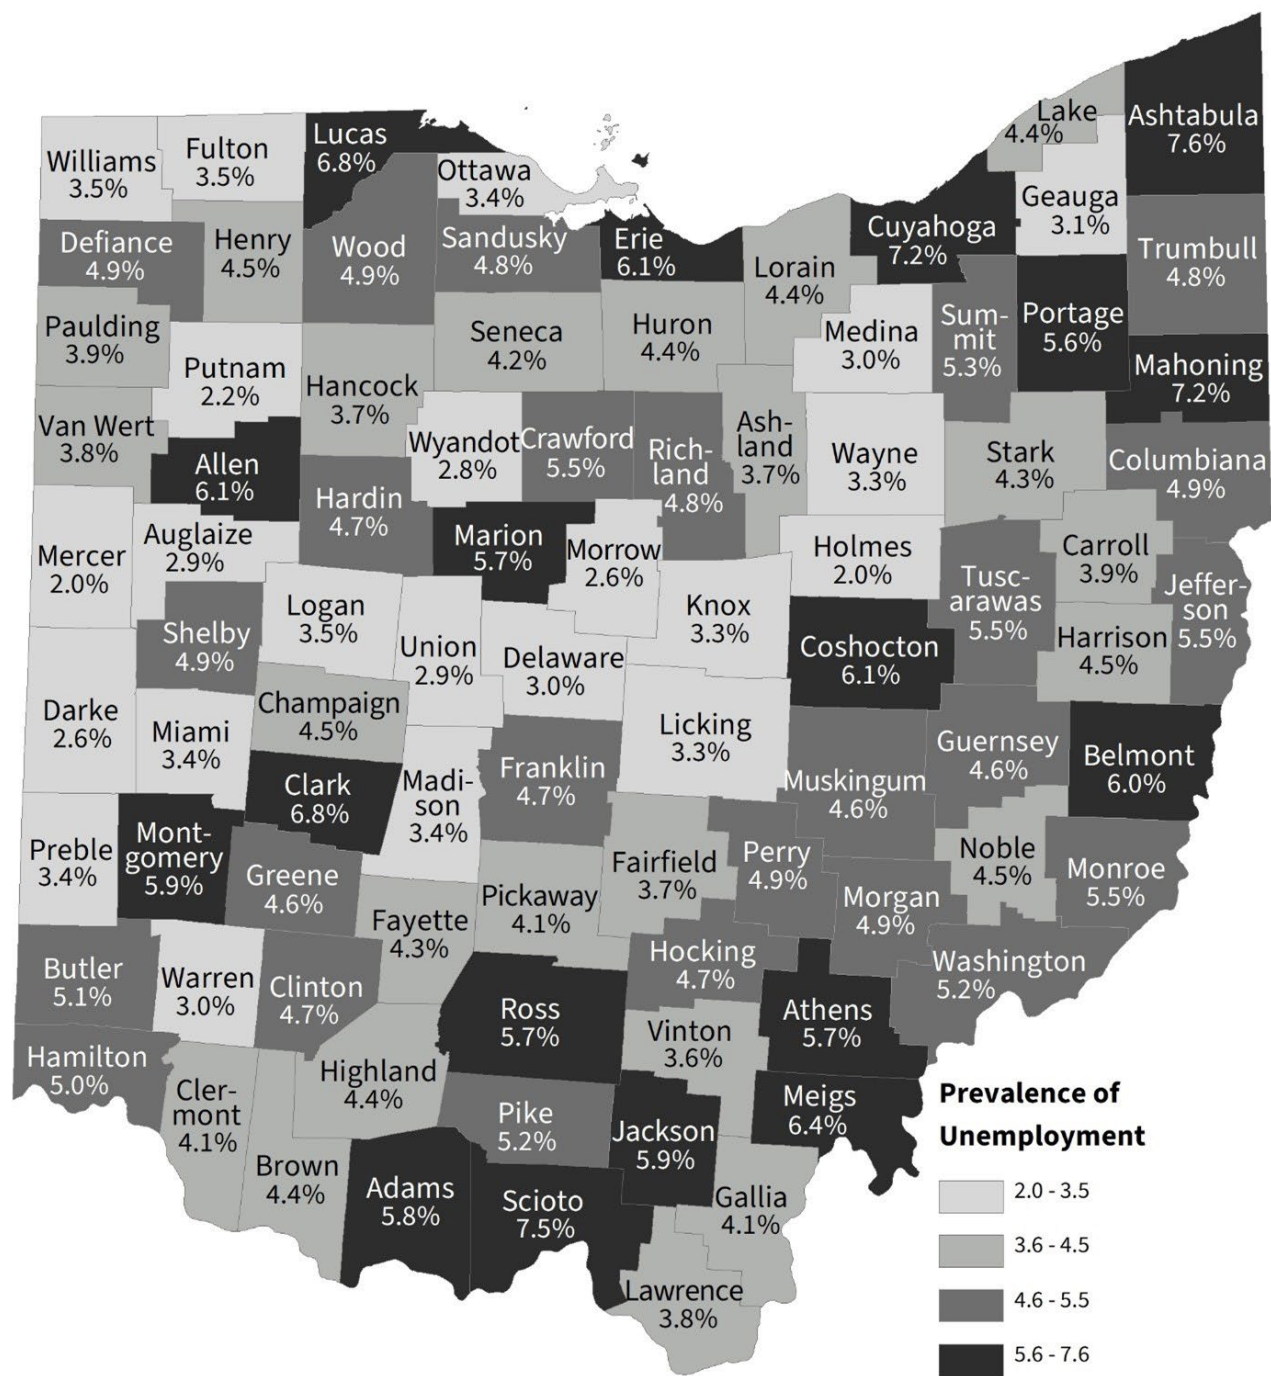 Lake
4.4%
Ashtabula
7.6%
Lucas
6.8%
Fulton
3.5%
Williams
3.5%
Ottawa
3.4%
Geauga
3.1%
Cuyahoga
7.2%
Defiance
4.9%
Henry
4.5%
Wood
4.9%
Sandusky
4.8%
Erie
6.1%
Lorain
4.4%
Trumbull
4.8%
Paulding
3.9%
Seneca
4.2%
Huron
4.4%
Medina
3.0%
Sum-
mit
5.3%
Portage
5.6%
Mahoning
7.2%
Putnam
2.2%
Hancock
3.7%
Van Wert
3.8%
Allen
6.1%
Wyandot
2.8%
Crawford
5.5%
Rich-
land
4.8%
Ash-
land
3.7%
Wayne
3.3%
Stark
4.3%
Columbiana
4.9%
Hardin
4.7%
Mercer
2.0%
Auglaize
2.9%
Marion
5.7%
Morrow
2.6%
Holmes
2.0%
Tusc-
arawas
5.5%
Carroll
3.9%
Jeffer-
son
5.5%
Logan
3.5%
Knox
3.3%
Shelby
4.9%
Union
2.9%
Delaware
3.0%
Coshocton
6.1%
Harrison
4.5%
Darke
2.6%
Miami
3.4%
Champaign
4.5%
Licking
3.3%
Guernsey
4.6%
Belmont
6.0%
Clark
6.8%
Madi-
son
3.4%
Franklin
4.7%
Muskingum
4.6%
Preble
3.4%
Mont-
gomery
5.9%
Greene
4.6%
Fairfield
3.7%
Perry
4.9%
Noble
4.5%
Monroe
5.5%
Fayette
4.3%
Pickaway
4.1%
Morgan
4.9%
Butler
5.1%
Warren
3.0%
Clinton
4.7%
Hocking
4.7%
Washington
5.2%
Ross
5.7%
Vinton
3.6%
Athens
5.7%
Hamilton
5.0%
Cler-
mont
4.1%
Highland
4.4%
Pike
5.2%
Jackson
5.9%
Meigs
6.4%
Brown
4.4%
Adams
5.8%
Scioto
7.5%
Gallia
4.1%
Lawrence
3.8%
Prevalence of
Unemployment
2.0 - 3.5
3.6 - 4.5
4.6 - 5.5
5.6 - 7.6